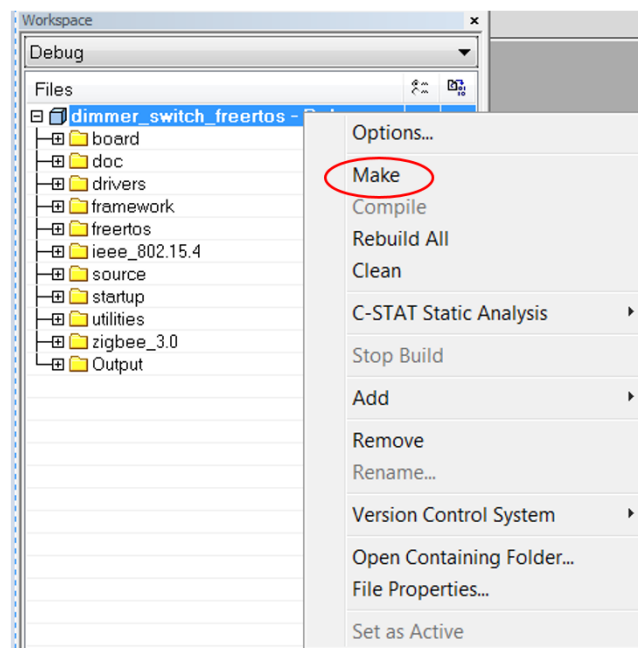 Workspace
Debug
Files
dimmer_switch_freertos -
board
doc
drivers
framework
freertos
ieee_802.15.4
source
startup
utilities
zigbee_3.0
Output
Options...
Make
Compile
Rebuild All
Clean
C-STAT Static Analysis
Stop Build
Add
Remove
Rename...
Version Control System
Open Containing Folder...
File Properties...
Set as Active